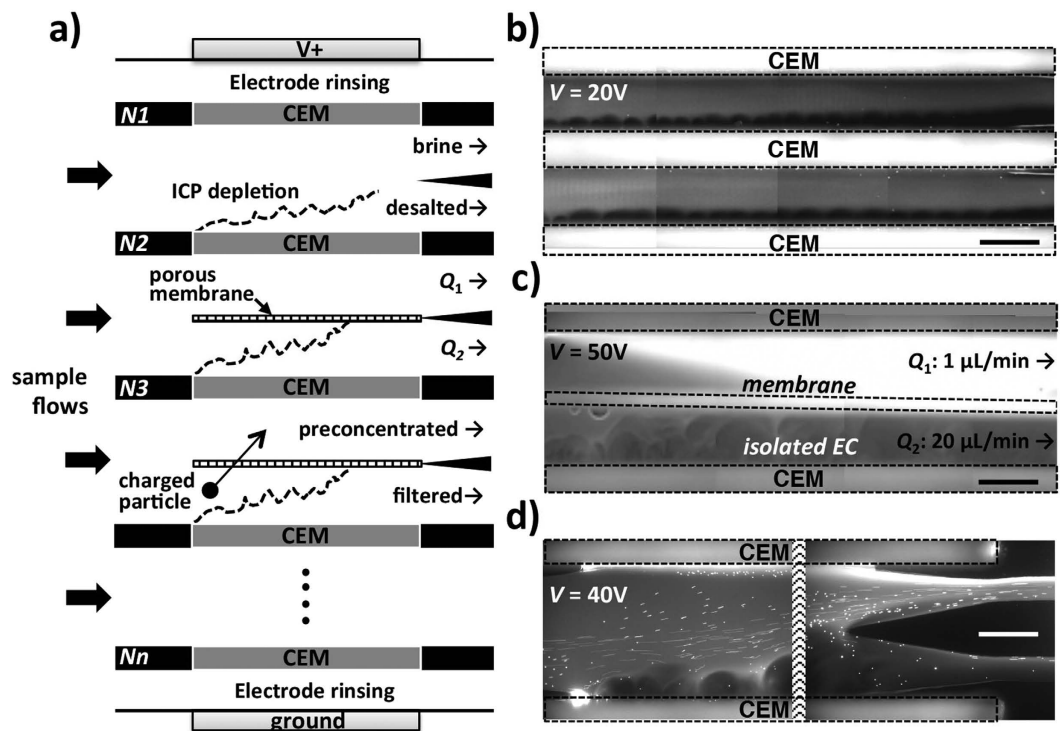 a)
V+
Electrode rinsing
N1
CEM
brine →
ICP depletion
desalted→
N2
CEM
porous
membrane
Q1 →
Q2 →
sample
flows
N3
CEM
preconcentrated →
charged
particle
filtered→
CEM
Nn
CEM
Electrode rinsing
ground
b)
CEM
V = 20V
CEM
CEM
c)
CEM
V = 50V
Q1: 1 µL/min →
membrane
isolated EC
Q2: 20 µL/min →
CEM
d)
CEM
V = 40V
CEM